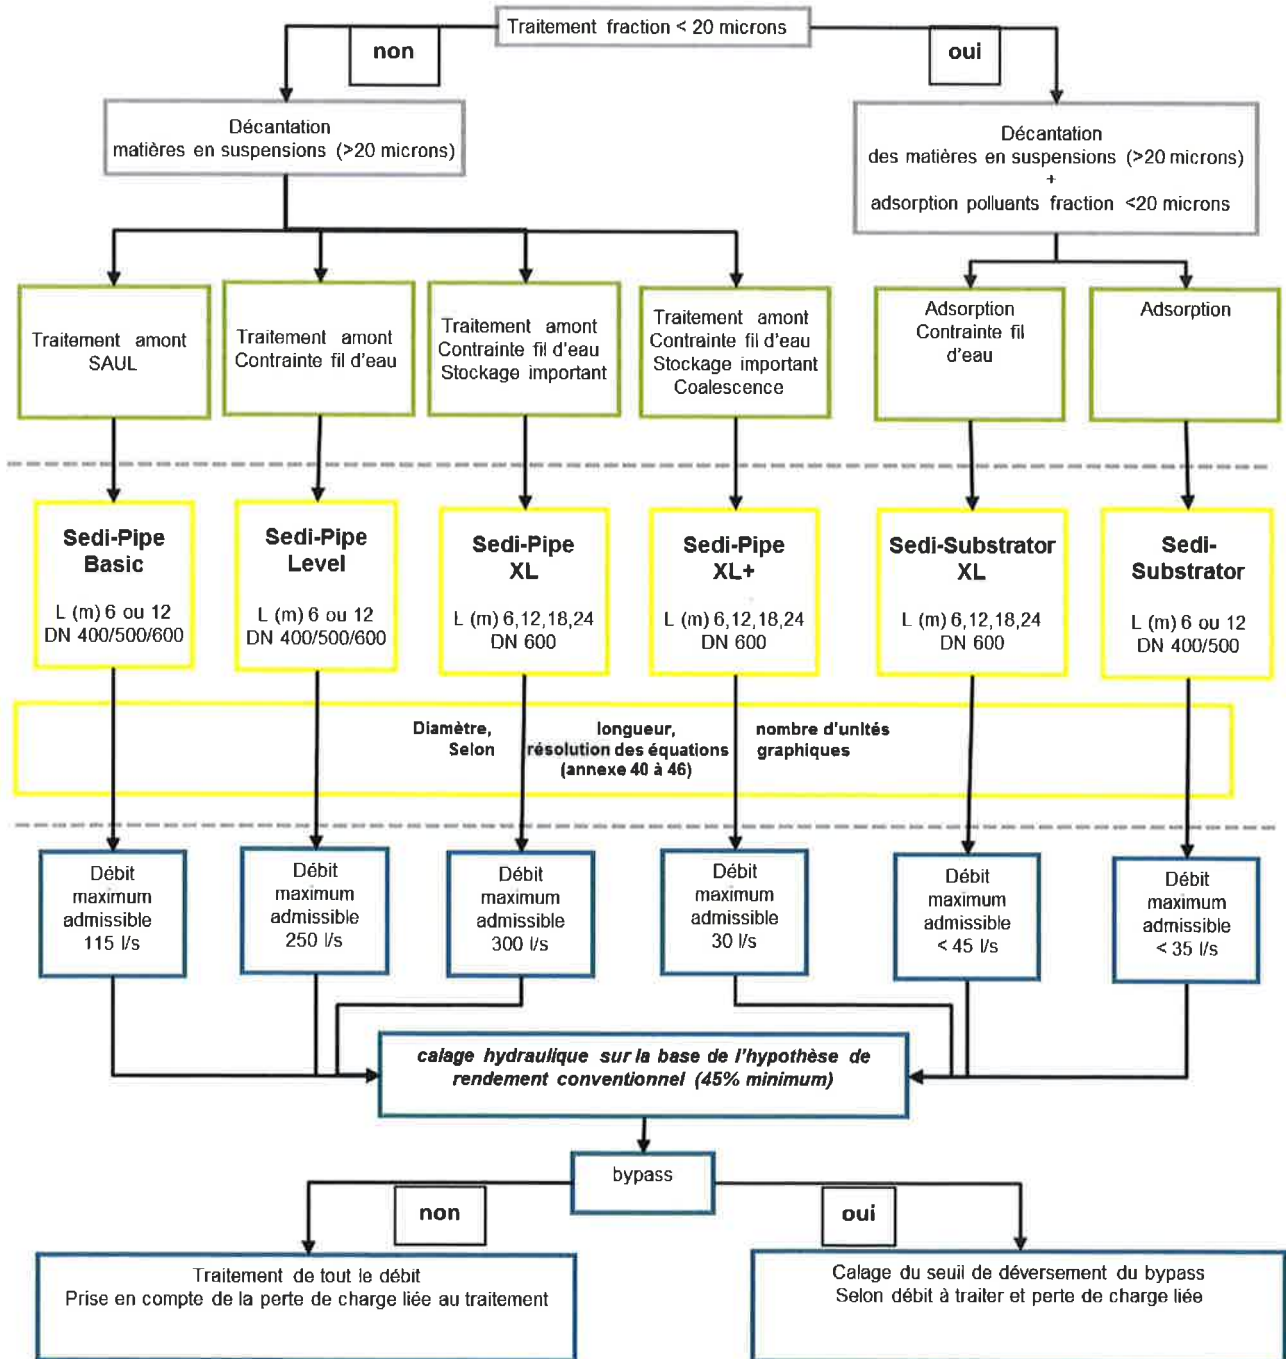 Traitement fraction < 20 microns
non
oui
Décantation
matières en suspensions (>20 microns)
Décantation
des matières en suspensions (>20 microns)
+
adsorption polluants fraction <20 microns
Traitement amont
SAUL
Traitement amont
Contrainte fil d'eau
Traitement amont
Contrainte fil d'eau
Stockage important
Traitement amont
Contrainte fil d'eau
Stockage important
Coalescence
Adsorption
Contrainte fil
d'eau
Adsorption
Sedi-Pipe
Basic
L (m) 6 ou 12
DN 400/500/600
Sedi-Pipe
Level
L (m) 6 ou 12
DN 400/500/600
Sedi-Pipe
XL
L (m) 6,12,18,24
DN 600
Sedi-Pipe
XL+
L (m) 6,12,18,24
DN 600
Sedi-Substrator
XL
L (m) 6,12,18,24
DN 600
Sedi-
Substrator
L (m) 6 ou 12
DN 400/500
Diamètre, longueur, nombre d'unités
Selon résolution des équations graphiques
(annexe 40 à 46)
Débit
maximum
admissible
115 l/s
Débit
maximum
admissible
250 l/s
Débit
maximum
admissible
300 l/s
Débit
maximum
admissible
30 l/s
Débit
maximum
admissible
< 45 l/s
Débit
maximum
admissible
< 35 l/s
calage hydraulique sur la base de l'hypothèse de
rendement conventionnel (45% minimum)
bypass
non
oui
Traitement de tout le débit
Prise en compte de la perte de charge liée au traitement
Calage du seuil de déversement du bypass
Selon débit à traiter et perte de charge liée